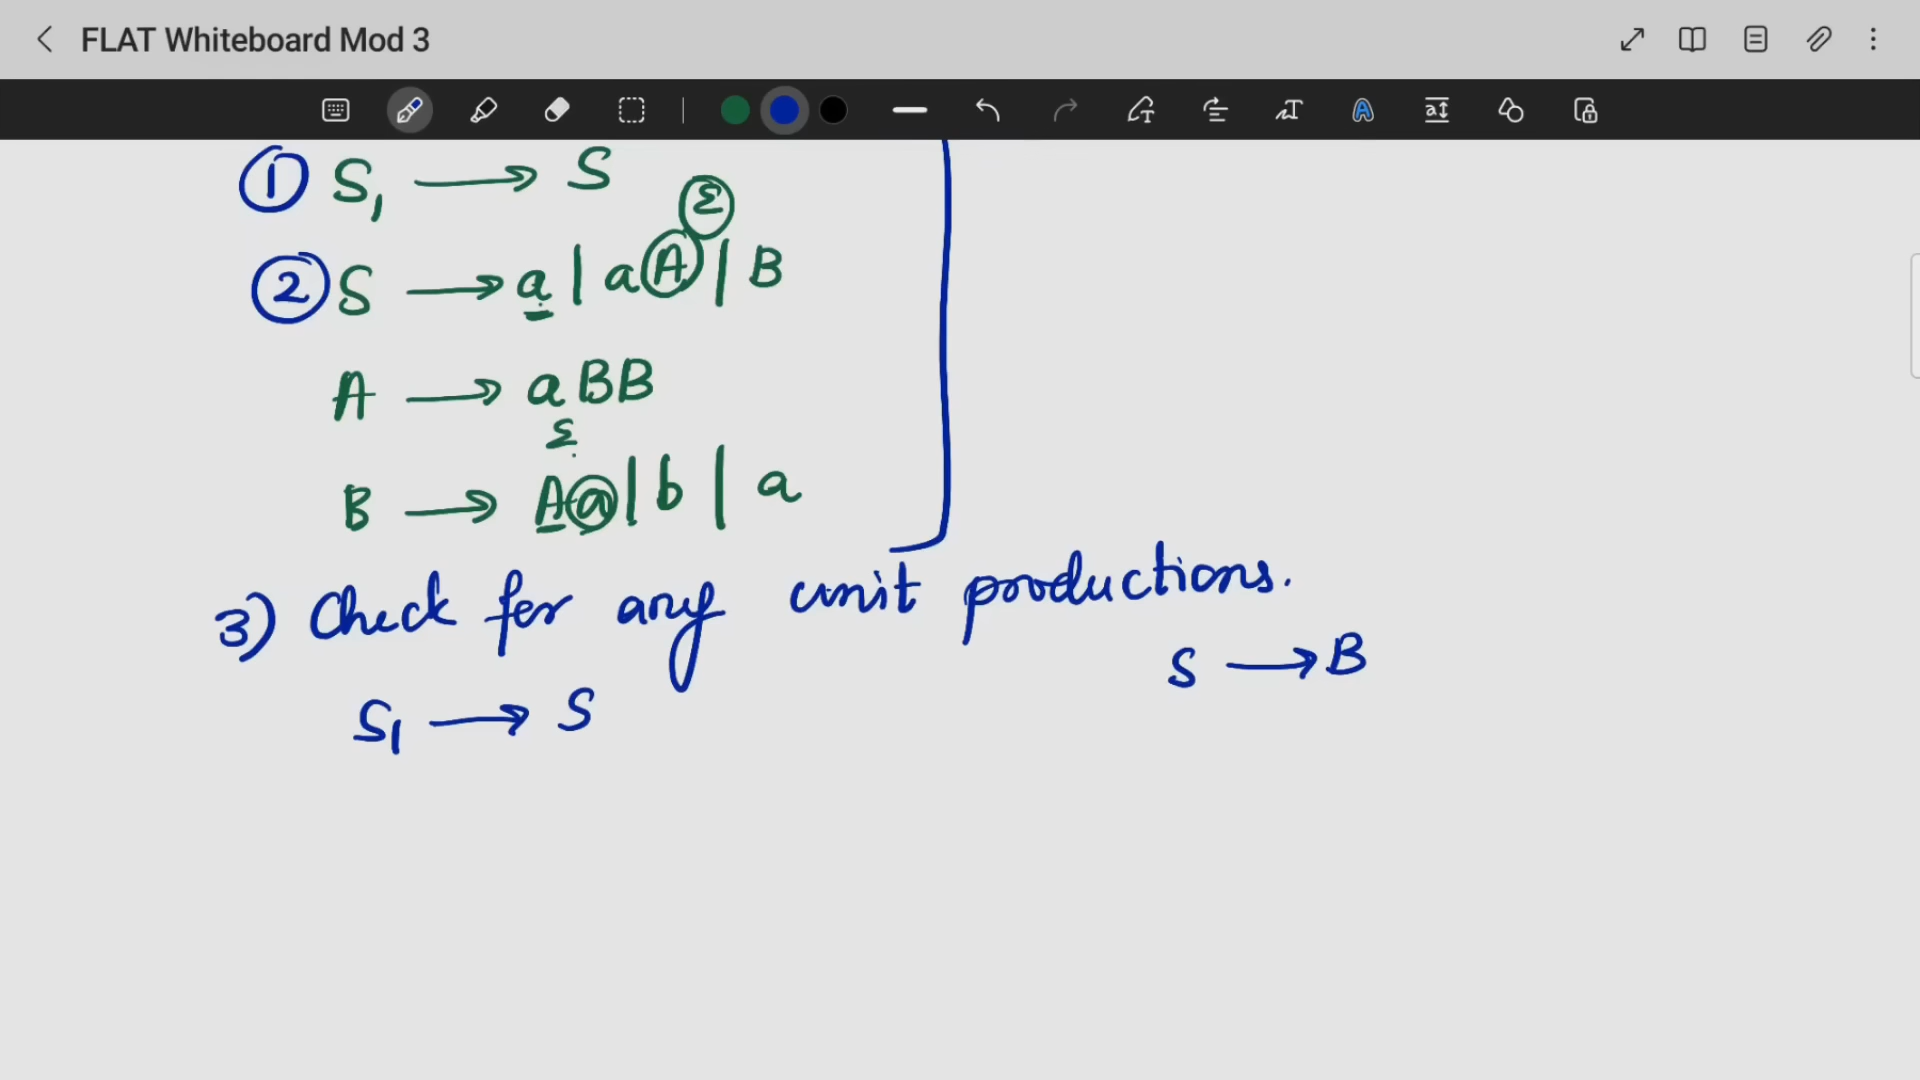 FLAT Whiteboard Mod 3
① S₁ → S
Σ
② S → a | aA | B
A → aBB
Σ
B → Aa | b | a
3) Check for any unit productions.
S → B
S₁ → S